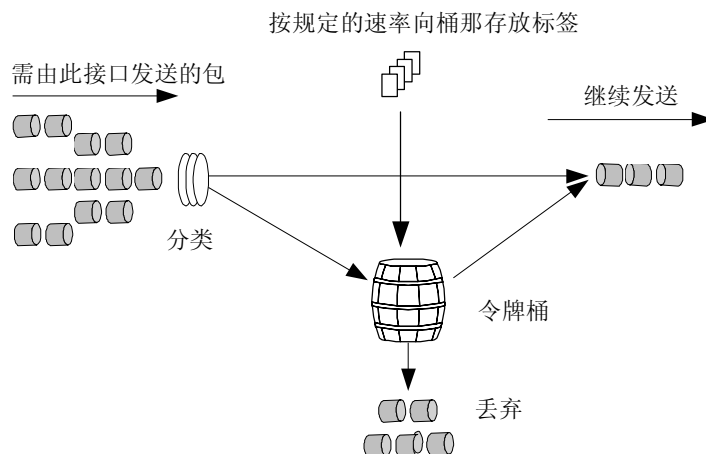 按规定的速率向桶那存放标签
需由此接口发送的包
继续发送
分类
令牌桶
丢弃